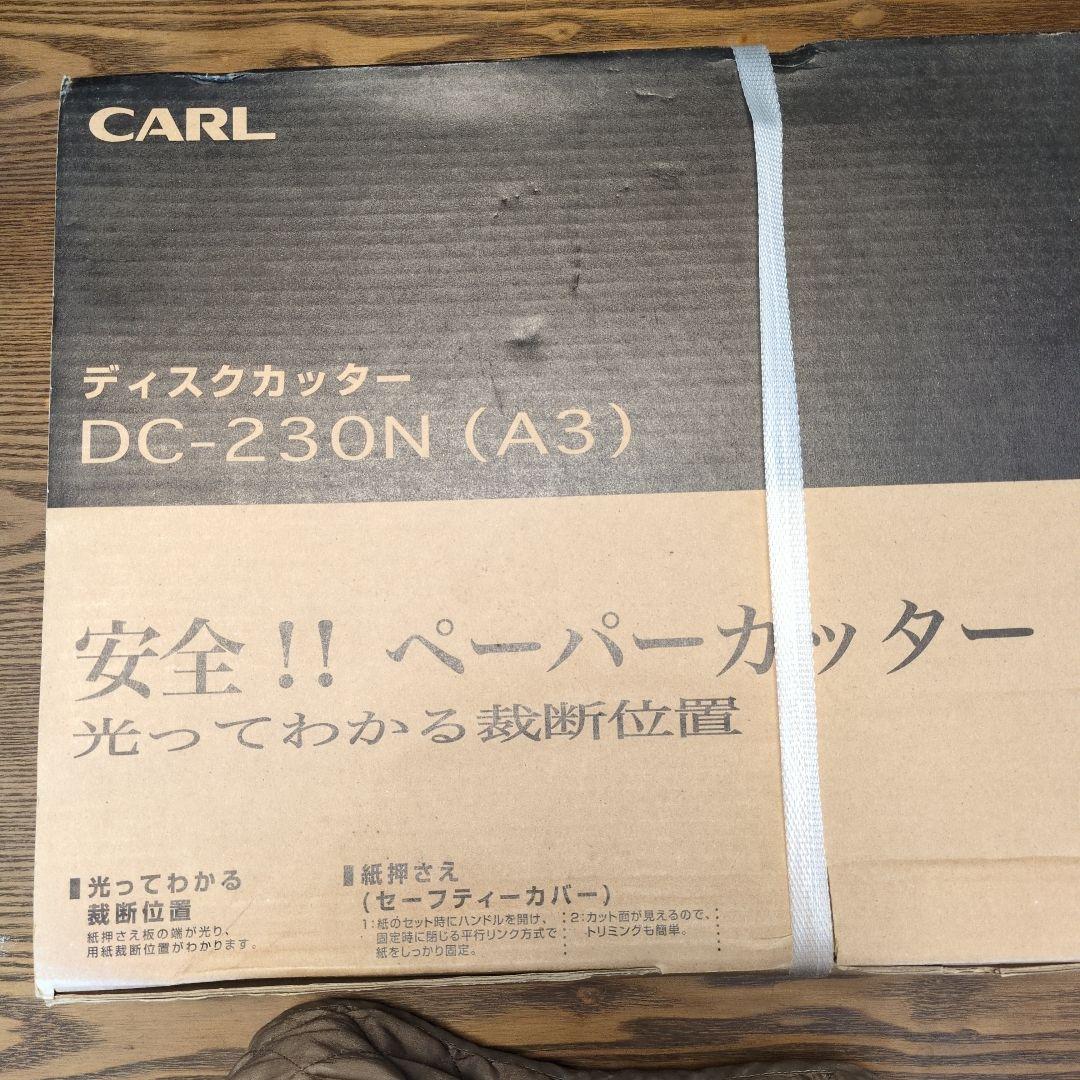 CARL
ディスクカッター
DC-230N（A3）
安全!! ペーパーカッター
光ってわかる裁断位置
光ってわかる
裁断位置
紙押さえ板の端が光り、
用紙裁断位置がわかります。
紙押さえ
(セーフティーカバー)
1：紙のセット時にハンドルを開け、
固定時に閉じる平行リンク方式で
紙をしっかり固定。
2：カット面が見えるので、
トリミングも簡単。